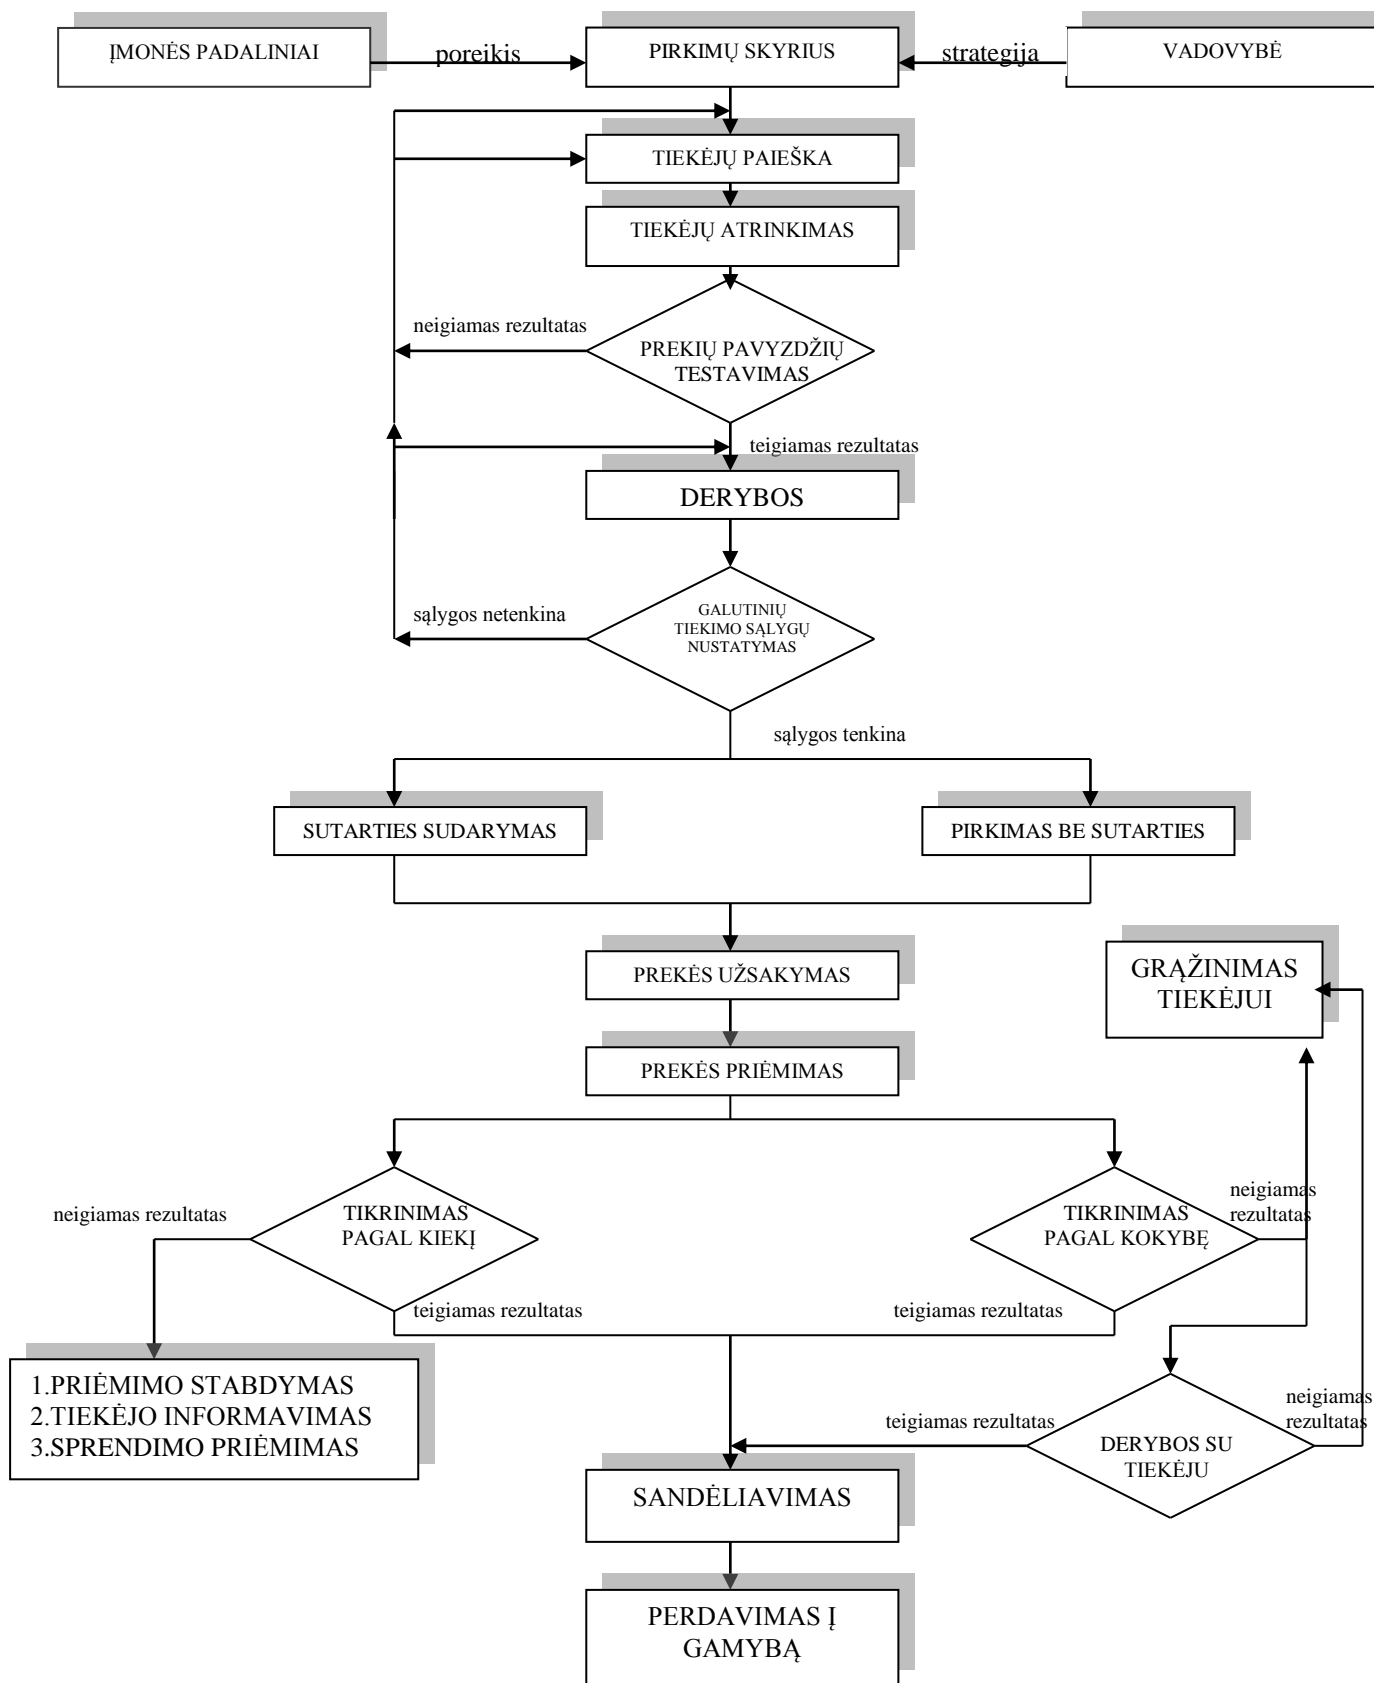 ĮMONĖS PADALINIAI
poreikis
PIRKIMŲ SKYRIUS
strategija
VADOVYBĖ
TIEKĖJŲ PAIEŠKA
TIEKĖJŲ ATRINKIMAS
neigiamas rezultatas
PREKIŲ PAVYZDŽIŲ
TESTAVIMAS
teigiamas rezultatas
DERYBOS
GALUTINIŲ
TIEKIMO SĄLYGŲ
NUSTATYMAS
sąlygos netenkina
sąlygos tenkina
SUTARTIES SUDARYMAS
PIRKIMAS BE SUTARTIES
PREKĖS UŽSAKYMAS
GRĄŽINIMAS
TIEKĖJUI
PREKĖS PRIĖMIMAS
neigiamas rezultatas
TIKRINIMAS
PAGAL KIEKĮ
TIKRINIMAS
PAGAL KOKYBĘ
neigiamas
rezultatas
teigiamas rezultatas
teigiamas rezultatas
1.PRIĖMIMO STABDYMAS
2.TIEKĖJO INFORMAVIMAS
3.SPRENDIMO PRIĖMIMAS
teigiamas rezultatas
DERYBOS SU
TIEKĖJU
neigiamas
rezultatas
SANDĖLIAVIMAS
PERDAVIMAS Į
GAMYBĄ